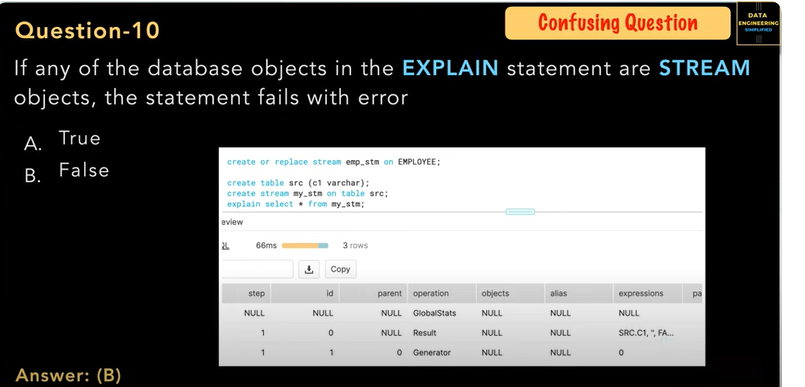 Confusing Question
DATA
ENGINEERING
SIMPLIFIED
Question-10
If any of the database objects in the EXPLAIN statement are STREAM
objects, the statement fails with error
A. True
B. False
create or replace stream emp_stm on EMPLOYEE;
create table src (c1 varchar);
create stream my_stm on table src;
explain select * from my_stm;
eview
66ms 3 rows
Copy
step id parent operation objects alias expressions pa
NULL NULL NULL GlobalStats NULL NULL NULL
1 0 NULL Result NULL NULL SRC.C1, '', FA...
1 1 0 Generator NULL NULL 0
Answer: (B)